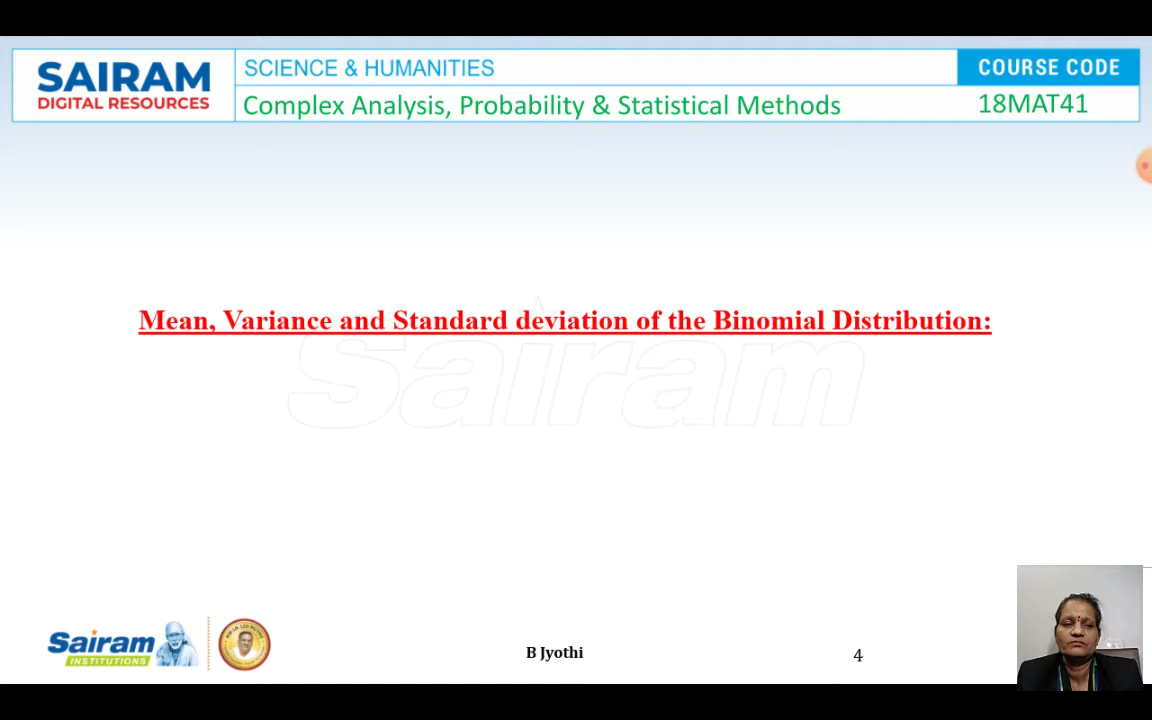 SAIRAM
DIGITAL RESOURCES
SCIENCE & HUMANITIES
COURSE CODE
Complex Analysis, Probability & Statistical Methods
18MAT41
Mean, Variance and Standard deviation of the Binomial Distribution:
Sairam
Sairam
INSTITUTIONS
B Jyothi
4